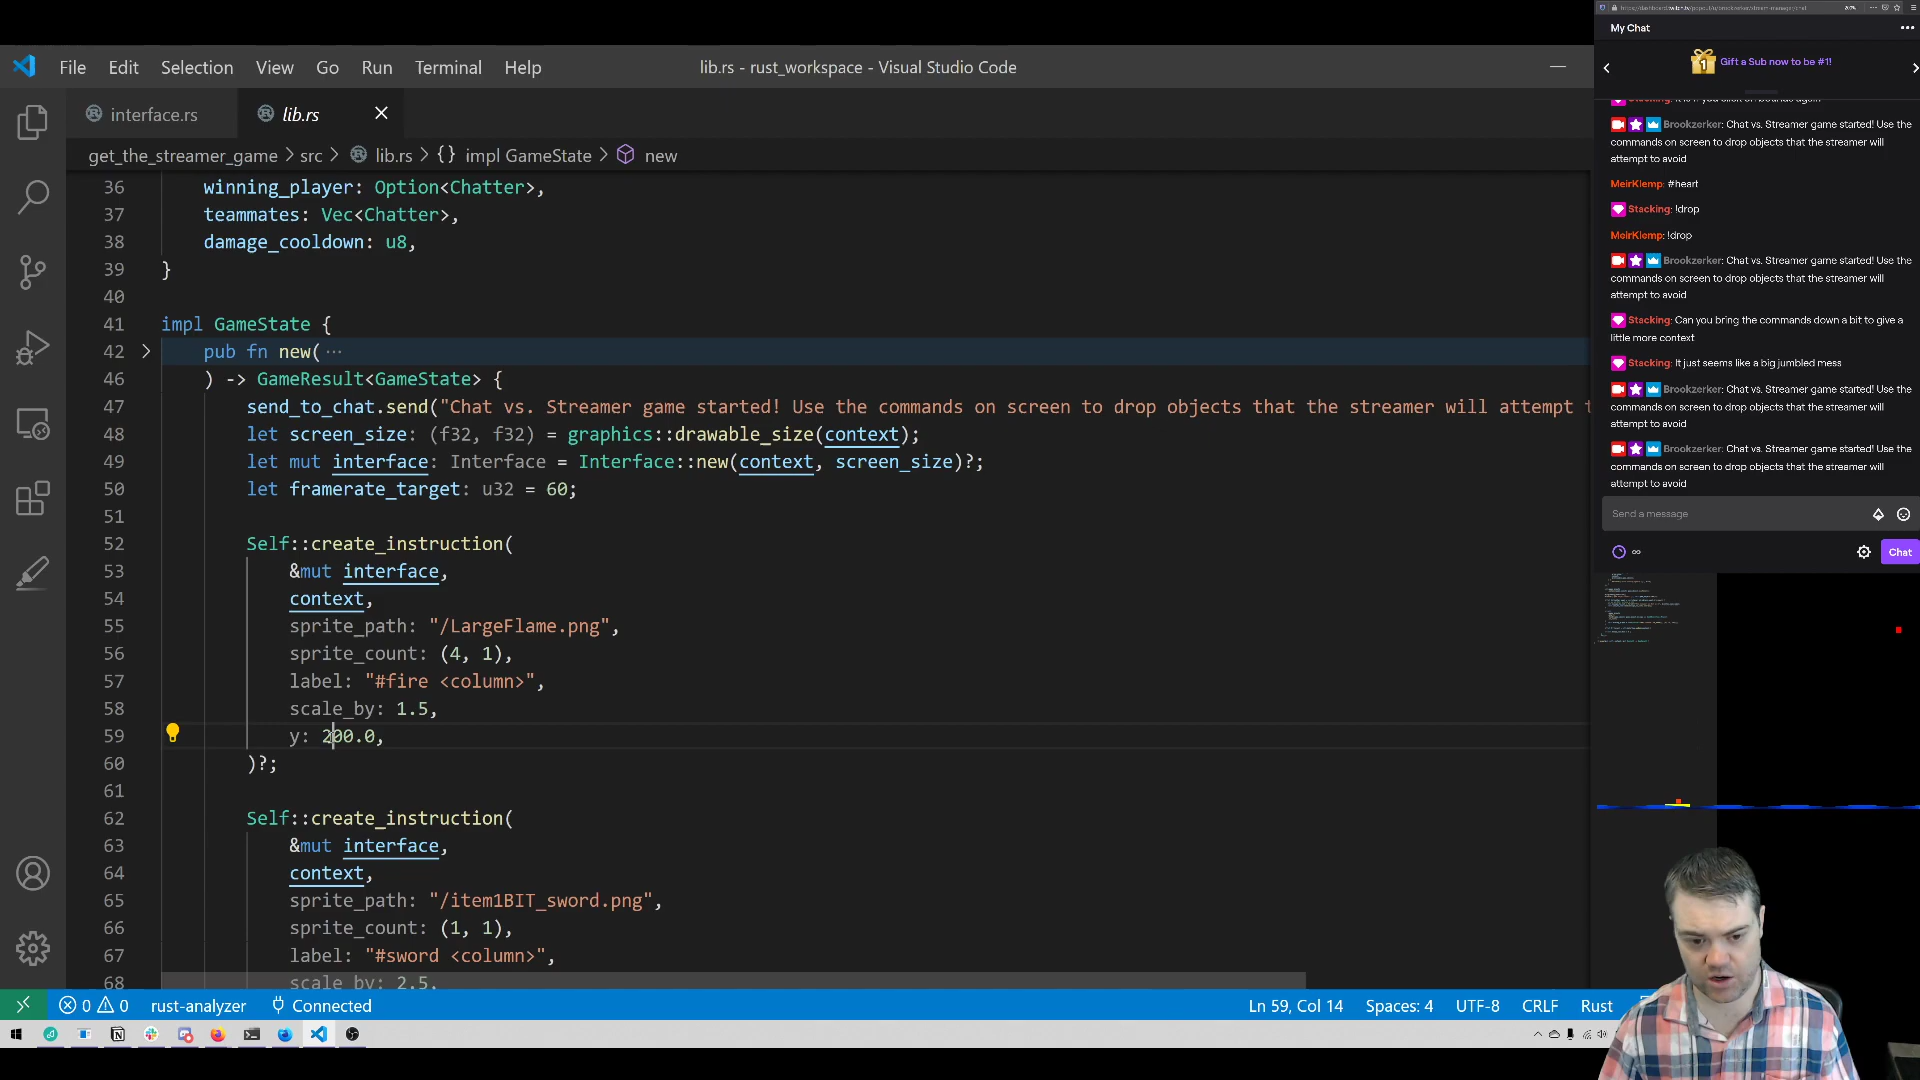 File Edit Selection View Go Run Terminal Help
lib.rs - rust_workspace - Visual Studio Code
interface.rs
lib.rs
get_the_streamer_game > src > lib.rs > {} impl GameState > new
36 winning_player: Option<Chatter>,
37 teammates: Vec<Chatter>,
38 damage_cooldown: u8,
39 }
40
41 impl GameState {
42 pub fn new( ···
46 ) -> GameResult<GameState> {
47 send_to_chat.send("Chat vs. Streamer game started! Use the commands on screen to drop objects that the streamer will attempt t
48 let screen_size: (f32, f32) = graphics::drawable_size(context);
49 let mut interface: Interface = Interface::new(context, screen_size)?;
50 let framerate_target: u32 = 60;
51
52 Self::create_instruction(
53 &mut interface,
54 context,
55 sprite_path: "/LargeFlame.png",
56 sprite_count: (4, 1),
57 label: "#fire <column>",
58 scale_by: 1.5,
59 y: 200.0,
60 )?;
61
62 Self::create_instruction(
63 &mut interface,
64 context,
65 sprite_path: "/item1BIT_sword.png",
66 sprite_count: (1, 1),
67 label: "#sword <column>",
68 scale_by: 2.5,
0 0 rust-analyzer Connected
Ln 59, Col 14 Spaces: 4 UTF-8 CRLF Rust
My Chat
1
Gift a Sub now to be #1!
Brookzerker: Chat vs. Streamer game started! Use the
commands on screen to drop objects that the streamer will
attempt to avoid
MeirKlemp: #heart
Stacking: !drop
MeirKlemp: !drop
Brookzerker: Chat vs. Streamer game started! Use the
commands on screen to drop objects that the streamer will
attempt to avoid
Stacking: Can you bring the commands down a bit to give a
little more context
Stacking: It just seems like a big jumbled mess
Brookzerker: Chat vs. Streamer game started! Use the
commands on screen to drop objects that the streamer will
attempt to avoid
Brookzerker: Chat vs. Streamer game started! Use the
commands on screen to drop objects that the streamer will
attempt to avoid
Send a message
∞
Chat